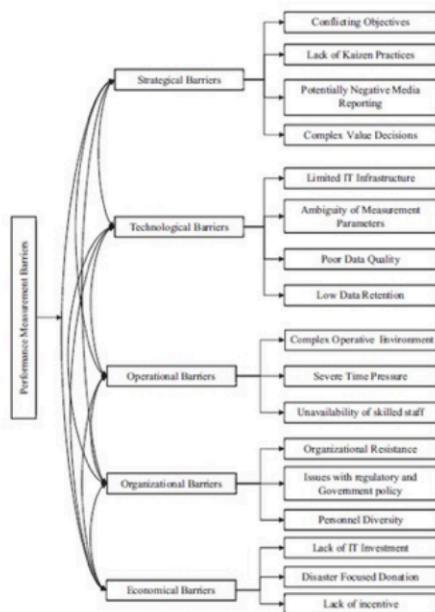 Performance Measurement Barriers
Strategical Barriers
Conflicting Objectives
Lack of Kaizen Practices
Potentially Negative Media
Reporting
Complex Value Decisions
Technological Barriers
Limited IT Infrastructure
Ambiguity of Measurement
Parameters
Poor Data Quality
Low Data Retention
Operational Barriers
Complex Operative Environment
Severe Time Pressure
Unavailability of skilled staff
Organizational Barriers
Organizational Resistance
Issues with regulatory and
Government policy
Personnel Diversity
Economical Barriers
Lack of IT Investment
Disaster Focused Donation
Lack of incentive